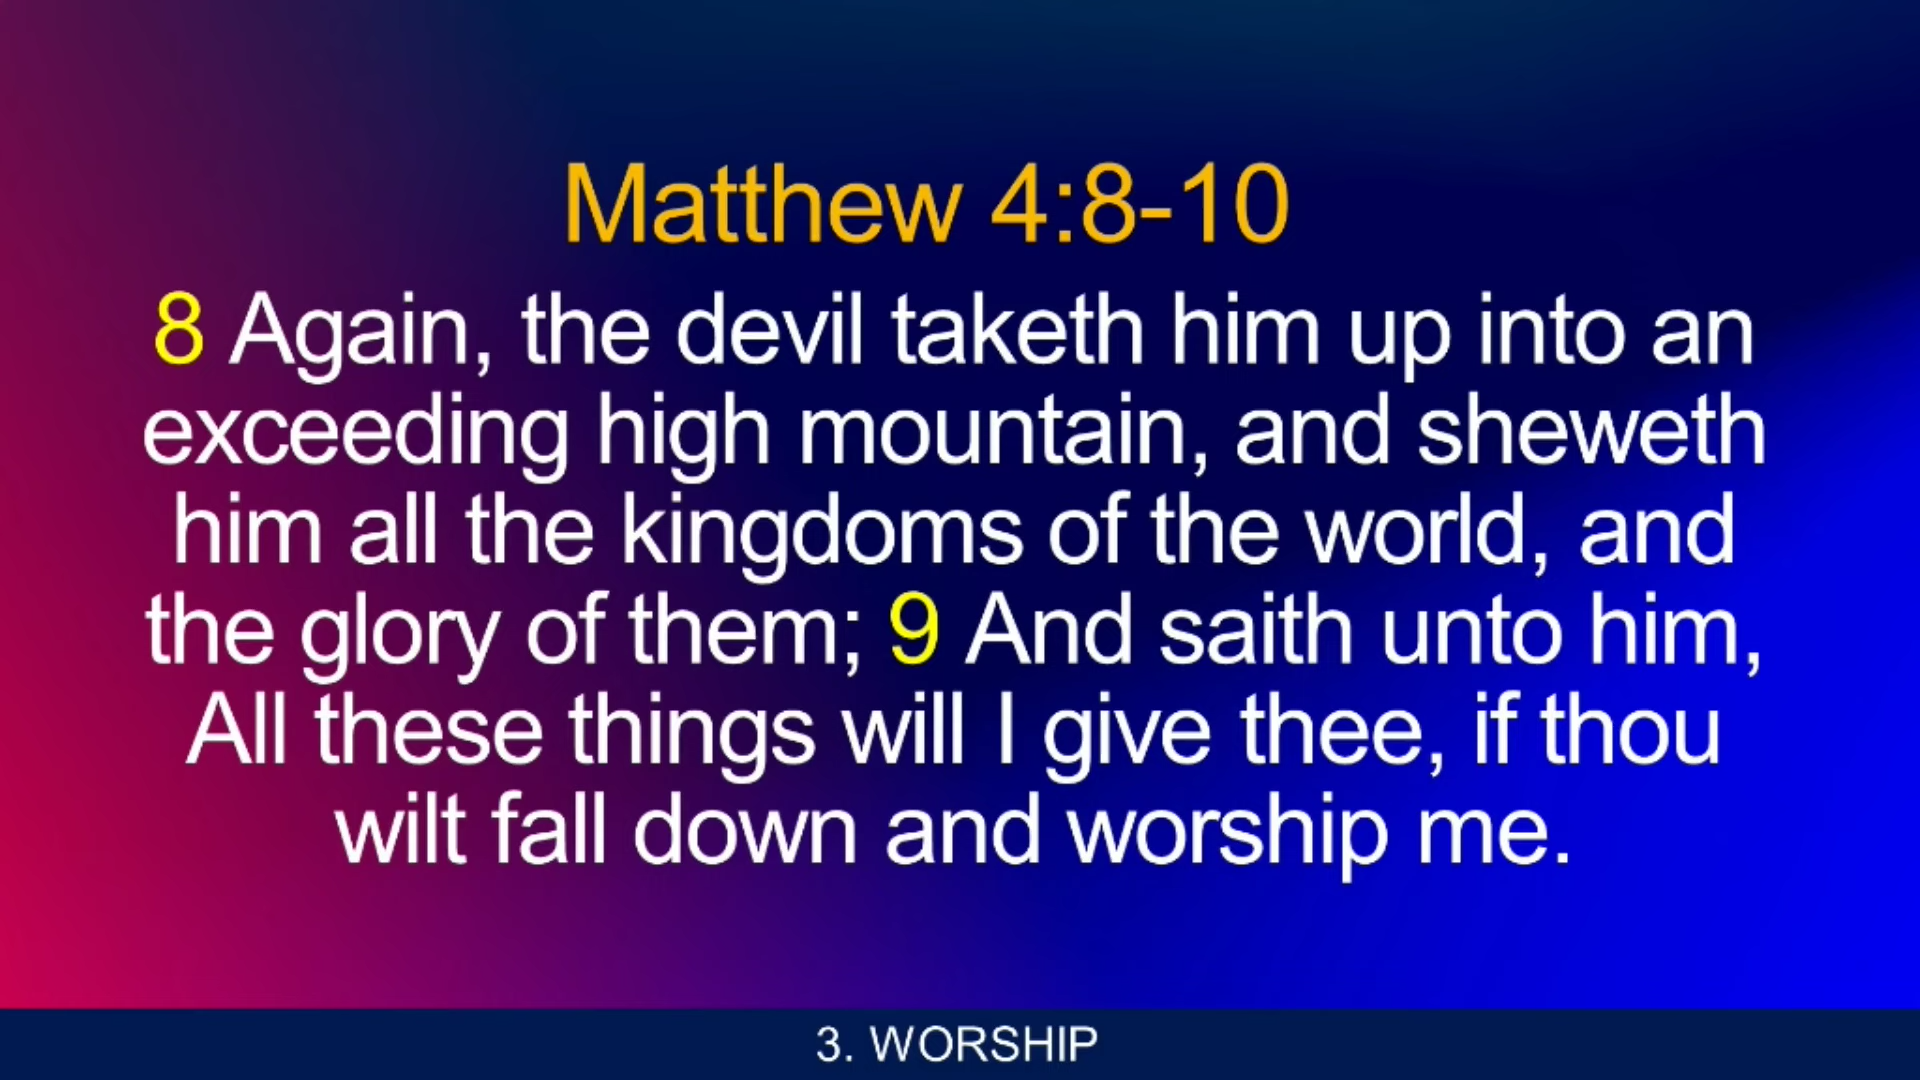 Matthew 4:8-10
8 Again, the devil taketh him up into an
exceeding high mountain, and sheweth
him all the kingdoms of the world, and
the glory of them; 9 And saith unto him,
All these things will I give thee, if thou
wilt fall down and worship me.
3. WORSHIP